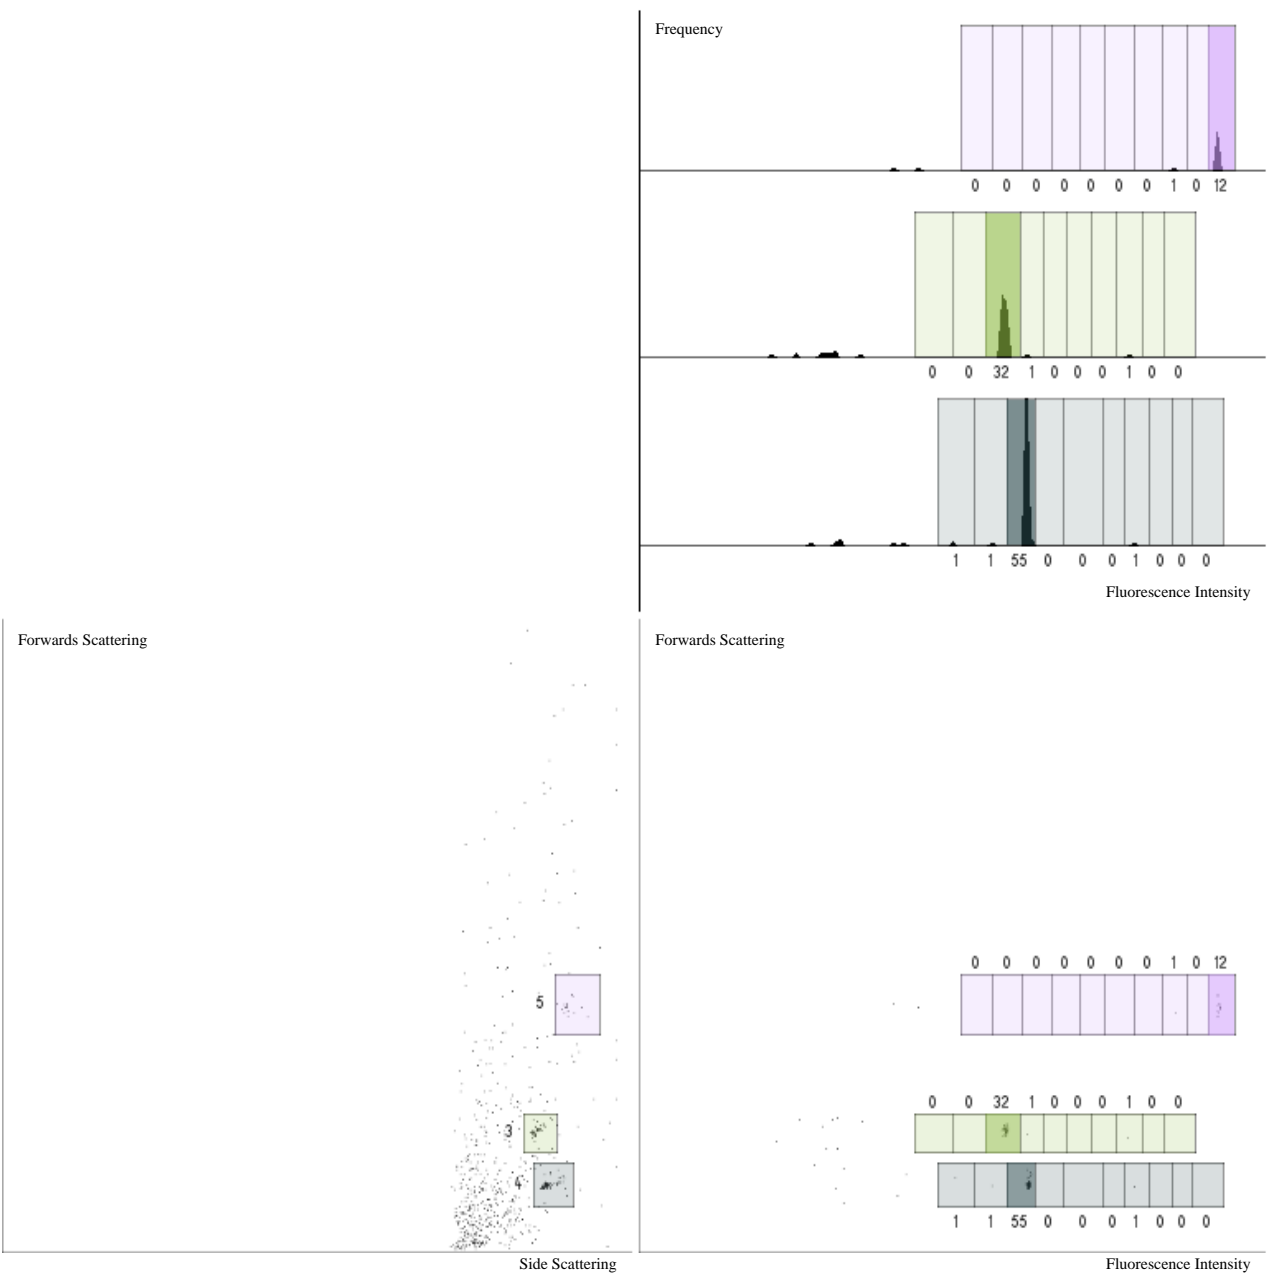 Frequency
0 0 0 0 0 0 0 1 0 12
0 0 32 1 0 0 0 1 0 0
1 1 55 0 0 0 1 0 0 0
Fluorescence Intensity
Forwards Scattering
5
3
4
Side Scattering
Forwards Scattering
0 0 0 0 0 0 0 1 0 12
0 0 32 1 0 0 0 1 0 0
1 1 55 0 0 0 1 0 0 0
Fluorescence Intensity